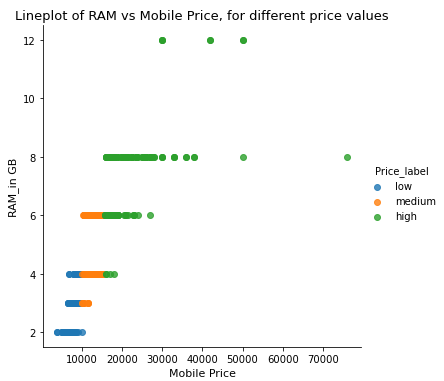 Lineplot of RAM vs Mobile Price, for different price values
12
10
8
6
4
2
RAM_in GB
10000 20000 30000 40000 50000 60000 70000
Mobile Price
Price_label
low
medium
high